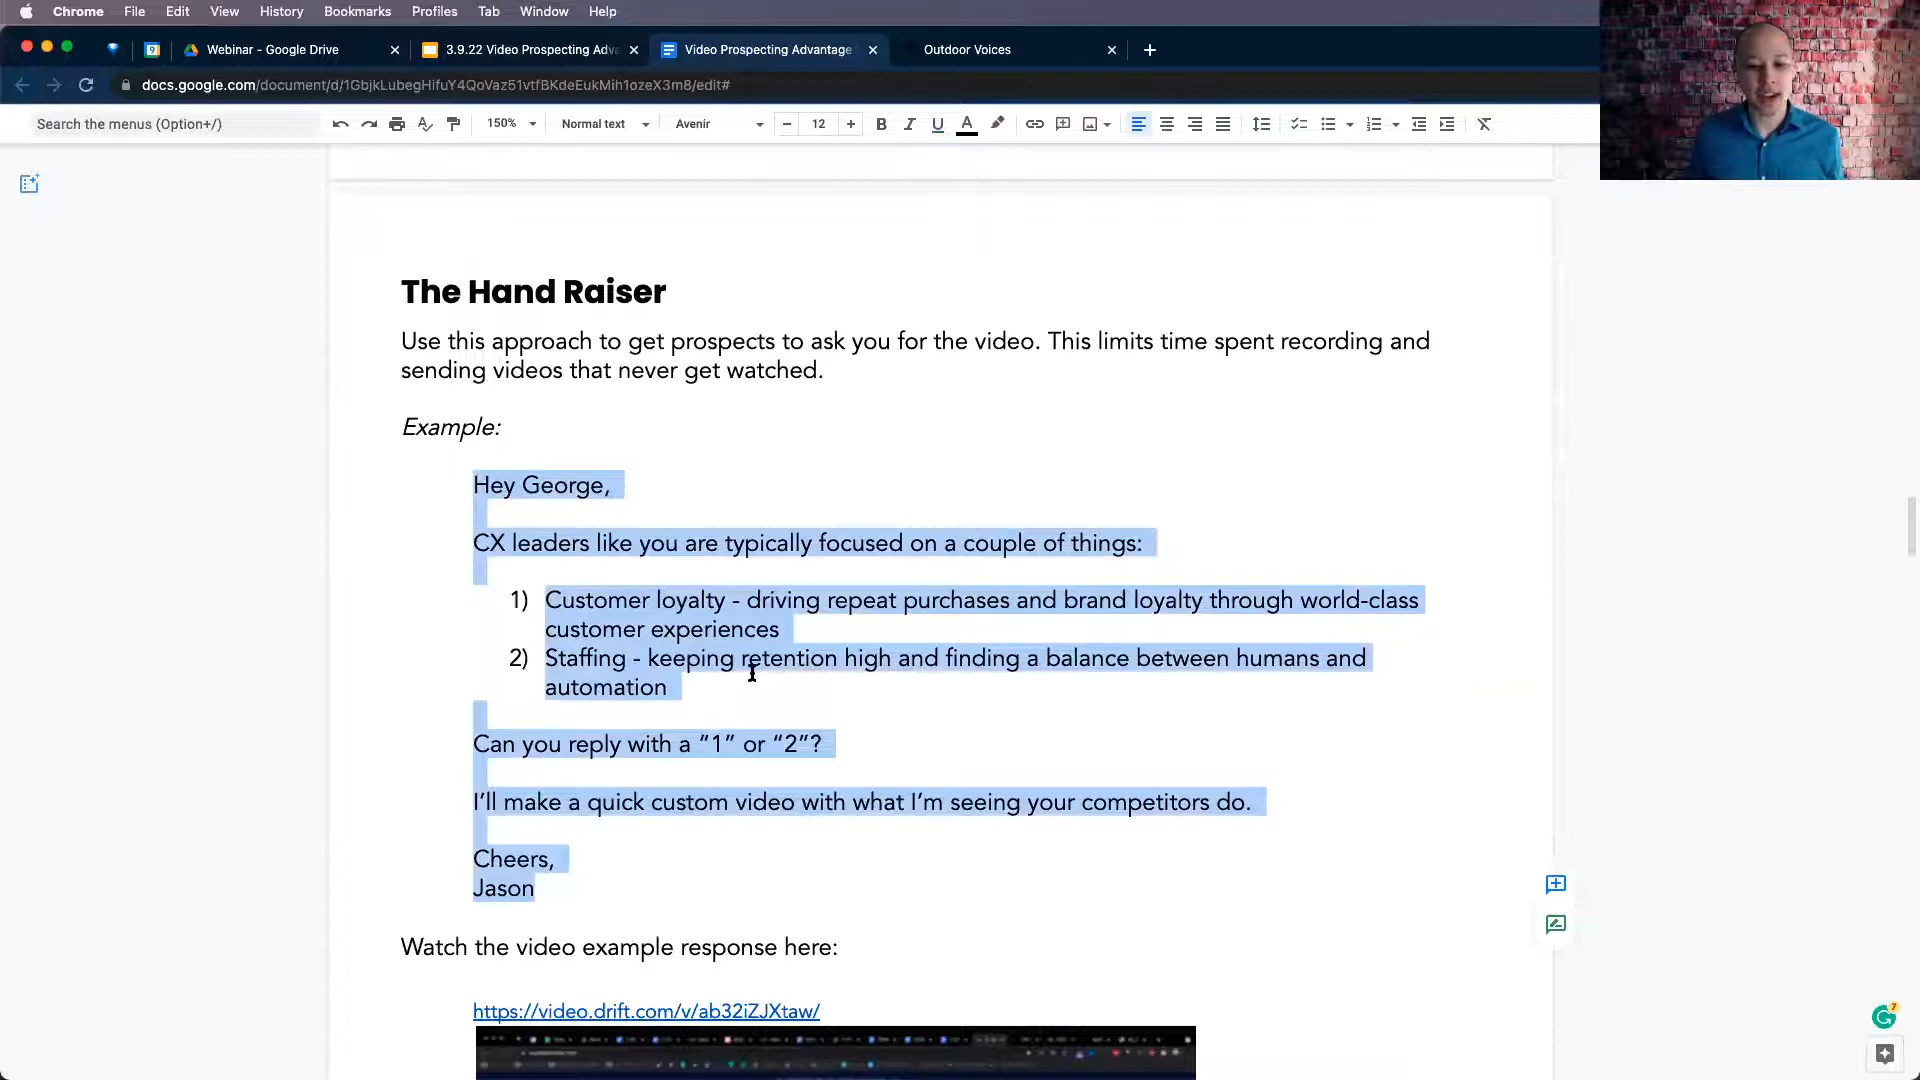 Chrome File Edit View History Bookmarks Profiles Tab Window Help
9 Webinar - Google Drive 3.9.22 Video Prospecting Adv Video Prospecting Advantage Outdoor Voices
docs.google.com/document/d/1GbjkLubegHifuY4QoVaz51vtfBKdeEukMih1ozeX3m8/edit#
Search the menus (Option+/) 150% Normal text Avenir 12 B I U A
The Hand Raiser
Use this approach to get prospects to ask you for the video. This limits time spent recording and
sending videos that never get watched.
Example:
Hey George,
CX leaders like you are typically focused on a couple of things:
1) Customer loyalty - driving repeat purchases and brand loyalty through world-class
customer experiences
2) Staffing - keeping retention high and finding a balance between humans and
automation
Can you reply with a “1” or “2”?
I’ll make a quick custom video with what I’m seeing your competitors do.
Cheers,
Jason
Watch the video example response here:
https://video.drift.com/v/ab32iZJXtaw/
7